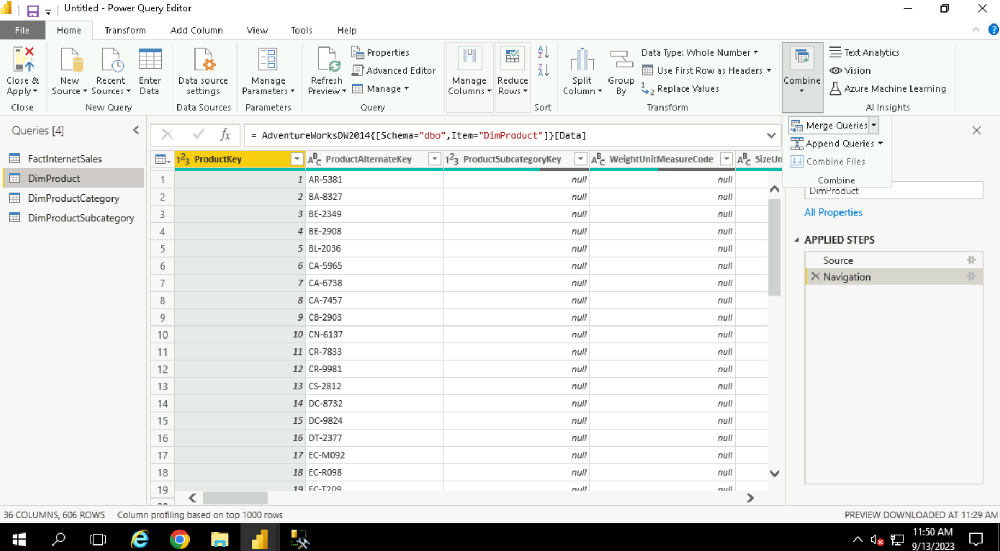 Untitled - Power Query Editor
File Home Transform Add Column View Tools Help
Close & Apply
Close
New Source
Recent Sources
Enter Data
New Query
Data source settings
Data Sources
Manage Parameters
Parameters
Refresh Preview
Properties
Advanced Editor
Manage
Query
Manage Columns
Reduce Rows
Sort
Split Column
Group By
Data Type: Whole Number
Use First Row as Headers
Replace Values
Transform
Combine
Text Analytics
Vision
Azure Machine Learning
AI Insights
Merge Queries
Append Queries
Combine Files
Combine
Queries [4]
FactInternetSales
DimProduct
DimProductCategory
DimProductSubcategory
fx = AdventureWorksDW2014{[Schema="dbo",Item="DimProduct"]}[Data]
123 ProductKey ABC ProductAlternateKey 123 ProductSubcategoryKey ABC WeightUnitMeasureCode ABC SizeUn
1 1 AR-5381 null null
2 2 BA-8327 null null
3 3 BE-2349 null null
4 4 BE-2908 null null
5 5 BL-2036 null null
6 6 CA-5965 null null
7 7 CA-6738 null null
8 8 CA-7457 null null
9 9 CB-2903 null null
10 10 CN-6137 null null
11 11 CR-7833 null null
12 12 CR-9981 null null
13 13 CS-2812 null null
14 14 DC-8732 null null
15 15 DC-9824 null null
16 16 DT-2377 null null
17 17 EC-M092 null null
18 18 EC-R098 null null
19 19 EC-T209 null null
20
DimProduct
All Properties
APPLIED STEPS
Source
Navigation
36 COLUMNS, 606 ROWS Column profiling based on top 1000 rows
PREVIEW DOWNLOADED AT 11:29 AM
11:50 AM
9/13/2023